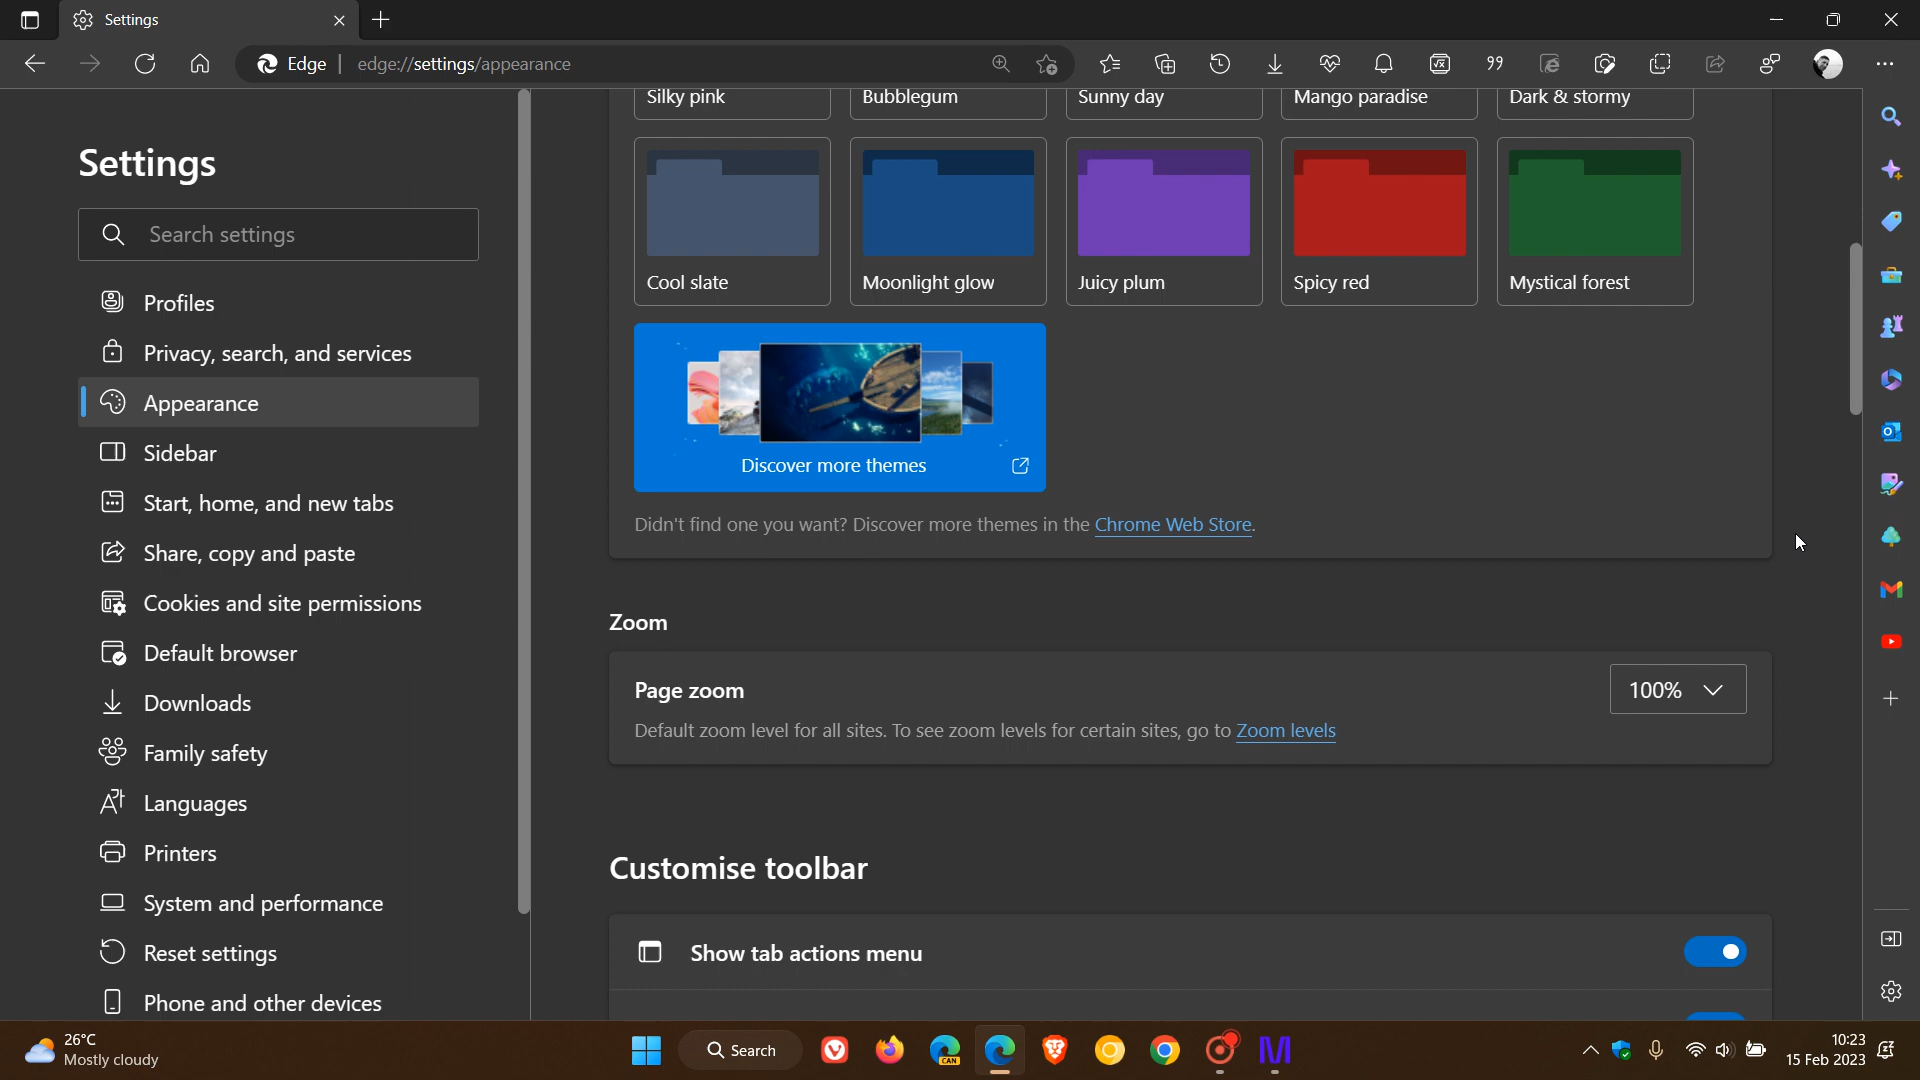 Settings
Edge
edge://settings/appearance
Settings
Search settings
Profiles
Privacy, search, and services
Appearance
Sidebar
Start, home, and new tabs
Share, copy and paste
Cookies and site permissions
Default browser
Downloads
Family safety
Languages
Printers
System and performance
Reset settings
Phone and other devices
Silky pink
Bubblegum
Sunny day
Mango paradise
Dark & stormy
Cool slate
Moonlight glow
Juicy plum
Spicy red
Mystical forest
Discover more themes
Didn't find one you want? Discover more themes in the Chrome Web Store.
Zoom
Page zoom
100%
Default zoom level for all sites. To see zoom levels for certain sites, go to Zoom levels
Customise toolbar
Show tab actions menu
26°C
Mostly cloudy
Search
CAN
10:23
15 Feb 2023